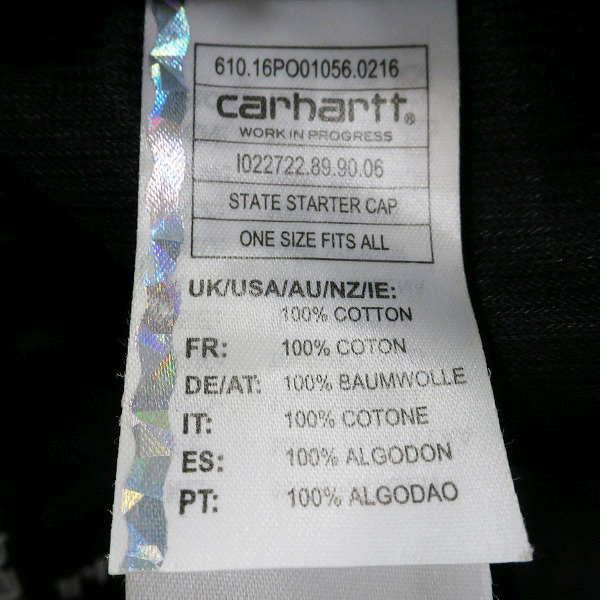 610.16PO01056.0216
carhartt®
WORK IN PROGRESS
I022722.89.90.06
STATE STARTER CAP
ONE SIZE FITS ALL
UK/USA/AU/NZ/IE:
100% COTTON
FR: 100% COTON
DE/AT: 100% BAUMWOLLE
IT: 100% COTONE
ES: 100% ALGODON
PT: 100% ALGODAO